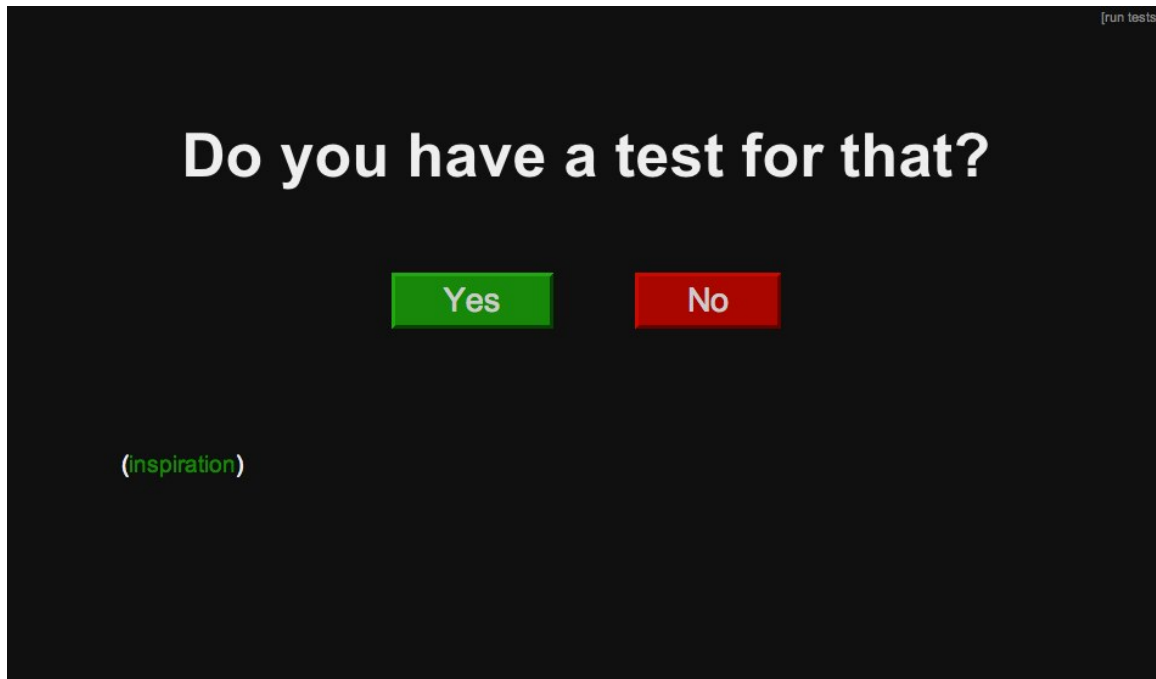 [run tests
Do you have a test for that?
Yes No
(inspiration)